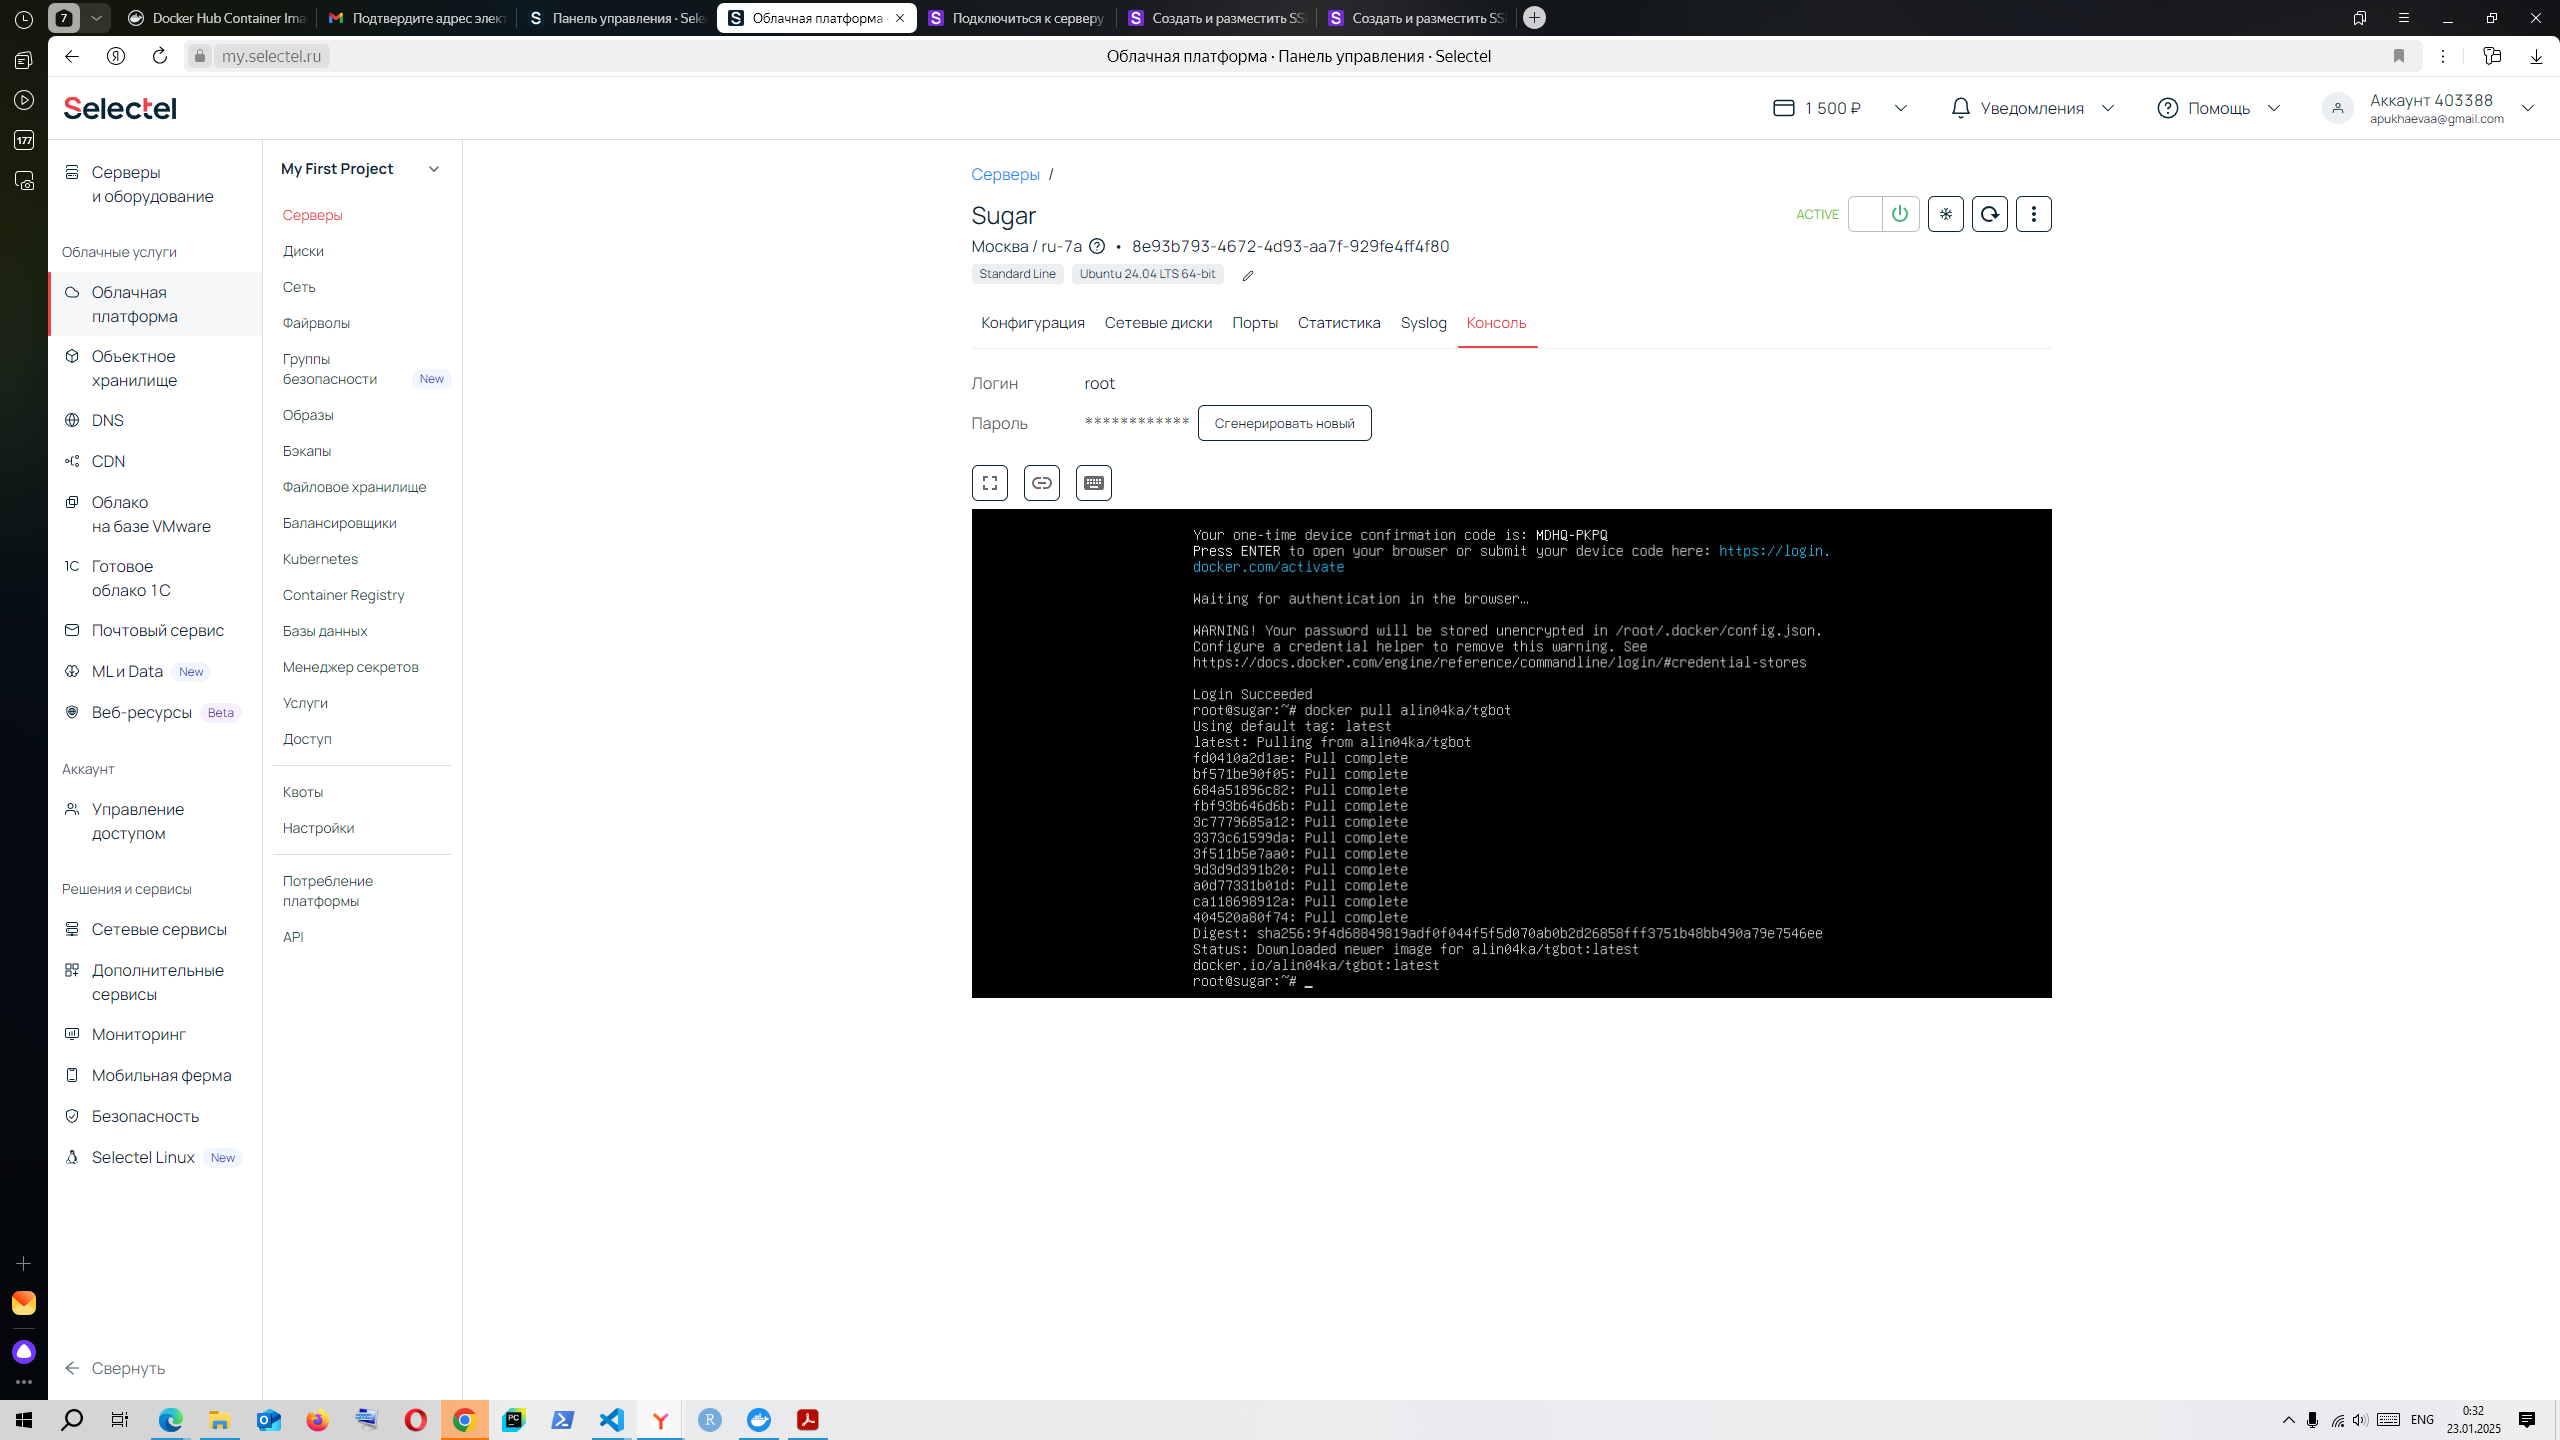 7
Docker Hub Container Ima
Подтвердите адрес элект
Панель управления · Sele
Облачная платформа ·
Подключиться к серверу
Создать и разместить SS
Создать и разместить SS
177
my.selectel.ru
Облачная платформа · Панель управления · Selectel
Selectel
1 500 ₽
Уведомления
Помощь
Аккаунт 403388
apukhaevaa@gmail.com
Серверы
и оборудование
Облачные услуги
Облачная
платформа
Объектное
хранилище
DNS
CDN
Облако
на базе VMware
1C Готовое
облако 1С
Почтовый сервис
ML и Data New
Веб-ресурсы Beta
Аккаунт
Управление
доступом
Решения и сервисы
Сетевые сервисы
Дополнительные
сервисы
Мониторинг
Мобильная ферма
Безопасность
Selectel Linux New
Свернуть
My First Project
Серверы
Диски
Сеть
Файрволы
Группы
безопасности New
Образы
Бэкапы
Файловое хранилище
Балансировщики
Kubernetes
Container Registry
Базы данных
Менеджер секретов
Услуги
Доступ
Квоты
Настройки
Потребление
платформы
API
Серверы /
Sugar
ACTIVE
Москва / ru-7a • 8e93b793-4672-4d93-aa7f-929fe4ff4f80
Standard Line Ubuntu 24.04 LTS 64-bit
Конфигурация Сетевые диски Порты Статистика Syslog Консоль
Логин root
Пароль ************ Сгенерировать новый
Your one-time device confirmation code is: MDHQ-PKPQ
Press ENTER to open your browser or submit your device code here: https://login.
docker.com/activate
Waiting for authentication in the browser…
WARNING! Your password will be stored unencrypted in /root/.docker/config.json.
Configure a credential helper to remove this warning. See
https://docs.docker.com/engine/reference/commandline/login/#credential-stores
Login Succeeded
root@sugar:~# docker pull alin04ka/tgbot
Using default tag: latest
latest: Pulling from alin04ka/tgbot
fd0410a2d1ae: Pull complete
bf571be90f05: Pull complete
684a51896c82: Pull complete
fbf93b646d6b: Pull complete
3c7779685a12: Pull complete
3373c61599da: Pull complete
3f511b5e7aa0: Pull complete
9d3d9d391b20: Pull complete
a0d77331b01d: Pull complete
ca118698912a: Pull complete
404520a80f74: Pull complete
Digest: sha256:9f4d68849819adf0f044f5f5d070ab0b2d26858fff3751b48bb490a79e7546ee
Status: Downloaded newer image for alin04ka/tgbot:latest
docker.io/alin04ka/tgbot:latest
root@sugar:~# _
ENG
0:32
23.01.2025